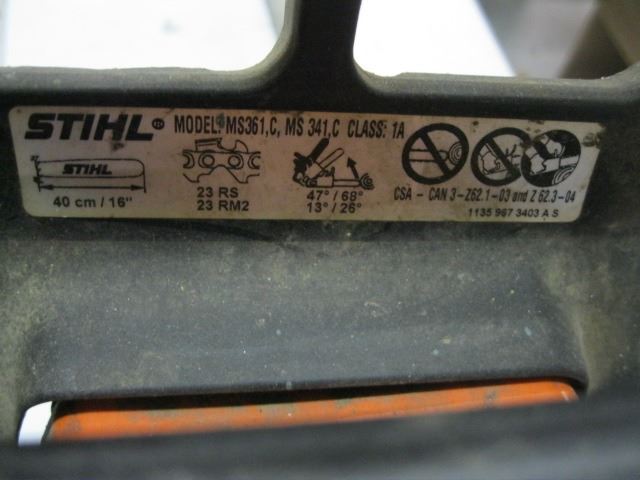 STIHL® MODEL: MS361,C, MS 341,C CLASS: 1A
STIHL
40 cm / 16"
23 RS
23 RM2
47° / 68°
13° / 26°
CSA - CAN 3-Z62.1-03 and Z 62.3-04
1135 967 3403 A S